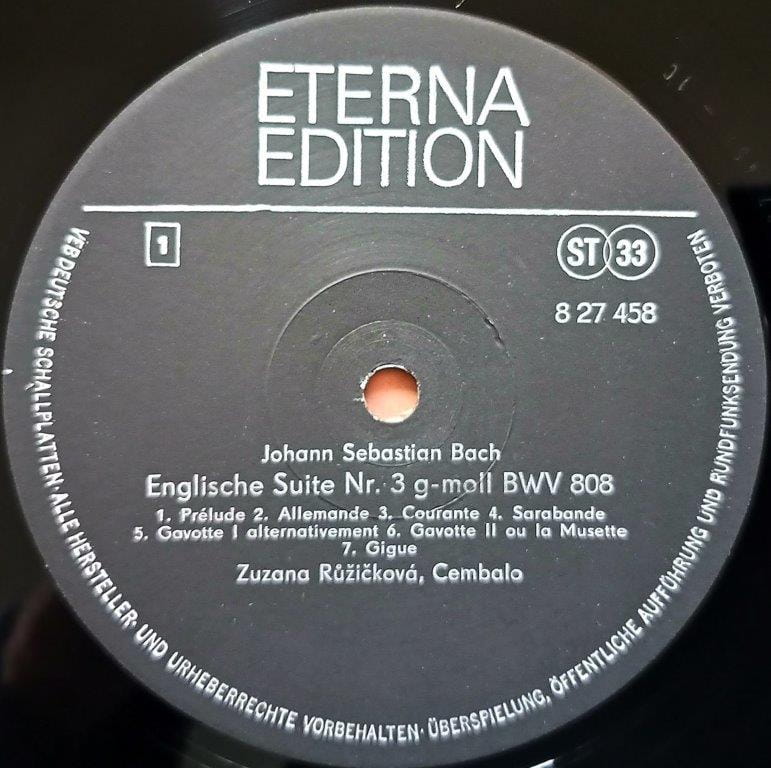 ETERNA
EDITION
1
ST 33
8 27 458
Johann Sebastian Bach
Englische Suite Nr. 3 g-moll BWV 808
1. Prélude 2. Allemande 3. Courante 4. Sarabande
5. Gavotte I alternativement 6. Gavotte II ou la Musette
7. Gigue
Zuzana Růžičková, Cembalo
VEB DEUTSCHE SCHALLPLATTEN · ALLE HERSTELLER- UND URHEBERRECHTE VORBEHALTEN · ÜBERSPIELUNG, ÖFFENTLICHE AUFFÜHRUNG UND RUNDFUNKSENDUNG VERBOTEN